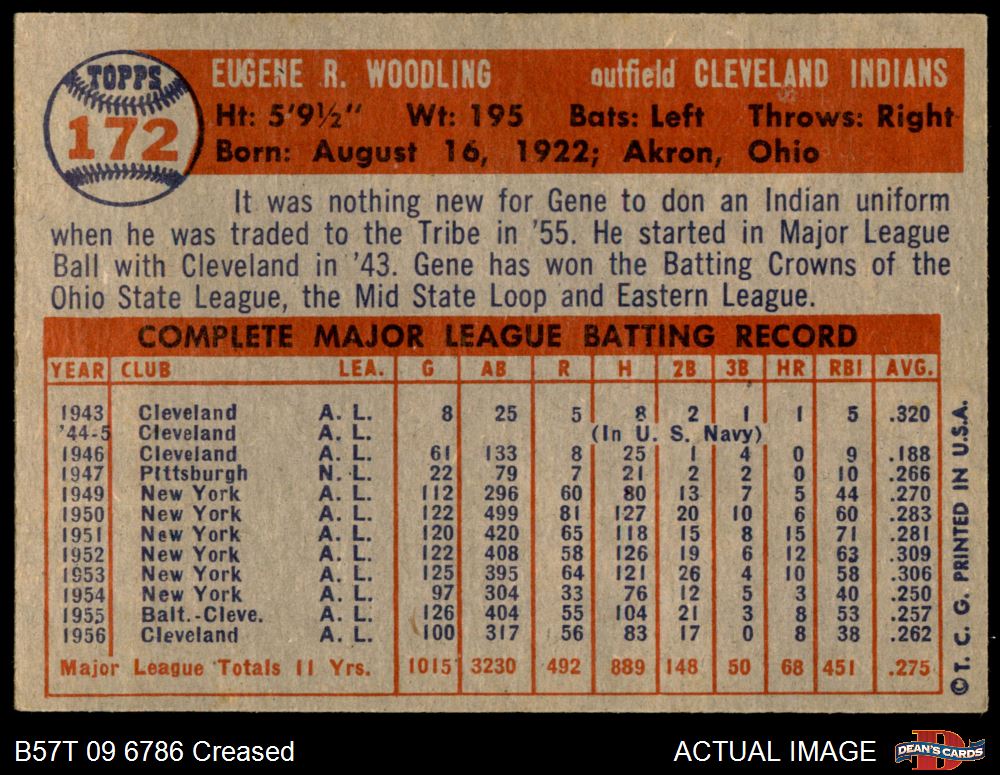 TOPPS
172
EUGENE R. WOODLING outfield CLEVELAND INDIANS
Ht: 5'9½" Wt: 195 Bats: Left Throws: Right
Born: August 16, 1922; Akron, Ohio
It was nothing new for Gene to don an Indian uniform
when he was traded to the Tribe in '55. He started in Major League
Ball with Cleveland in '43. Gene has won the Batting Crowns of the
Ohio State League, the Mid State Loop and Eastern League.
COMPLETE MAJOR LEAGUE BATTING RECORD
YEAR CLUB LEA. G AB R H 2B 3B HR RBI AVG.
1943 Cleveland A. L. 8 25 5 8 2 1 1 5 .320
'44-5 Cleveland A. L. (In U. S. Navy)
1946 Cleveland A. L. 61 133 8 25 1 4 0 9 .188
1947 Pittsburgh N. L. 22 79 7 21 2 2 0 10 .266
1949 New York A. L. 112 296 60 80 13 7 5 44 .270
1950 New York A. L. 122 499 81 127 20 10 6 60 .283
1951 New York A. L. 120 420 65 118 15 8 15 71 .281
1952 New York A. L. 122 408 58 126 19 6 12 63 .309
1953 New York A. L. 125 395 64 121 26 4 10 58 .306
1954 New York A. L. 97 304 33 76 12 5 3 40 .250
1955 Balt.-Cleve. A. L. 126 404 55 104 21 3 8 53 .257
1956 Cleveland A. L. 100 317 56 83 17 0 8 38 .262
Major League Totals 11 Yrs. 1015 3230 492 889 148 50 68 451 .275
© T. C. G. PRINTED IN U.S.A.
B57T 09 6786 Creased
ACTUAL IMAGE
DEAN'S CARDS